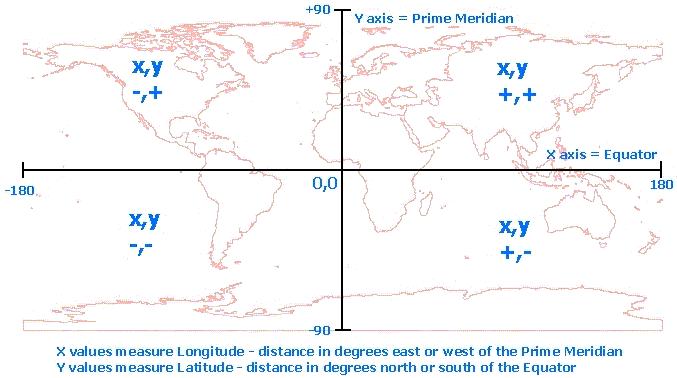 +90
Y axis = Prime Meridian
x,y
-,+
x,y
+,+
X axis = Equator
-180
0,0
180
x,y
-,-
x,y
+,-
-90
X values measure Longitude - distance in degrees east or west of the Prime Meridian
Y values measure Latitude - distance in degrees north or south of the Equator